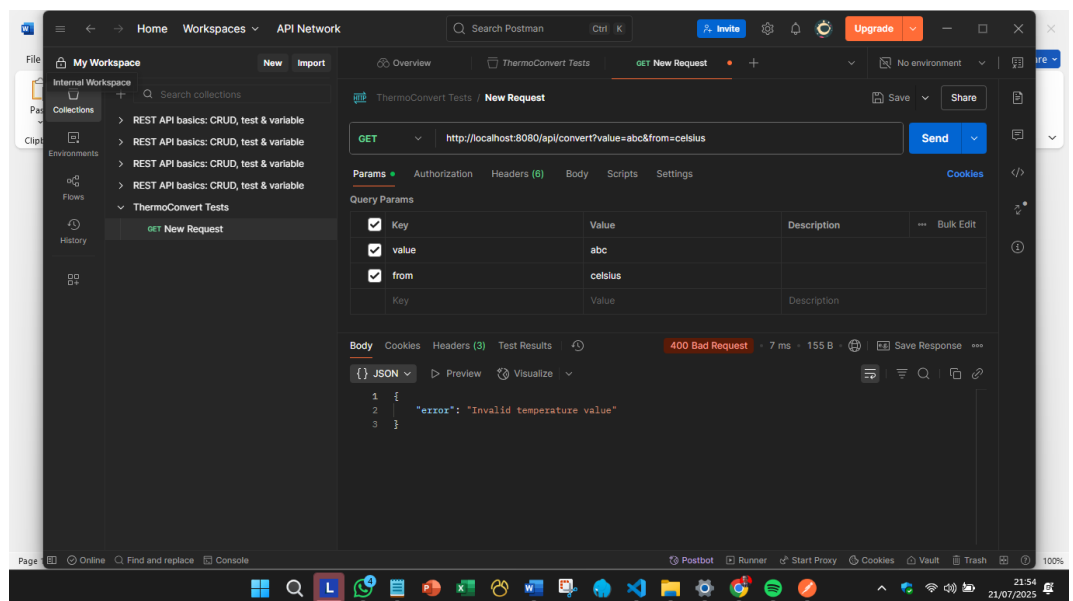 Home Workspaces API Network Search Postman Ctrl K Invite Upgrade
File My Workspace New Import Overview ThermoConvert Tests GET New Request No environment
Internal Workspace
Search collections ThermoConvert Tests / New Request Save Share
Collections
REST API basics: CRUD, test & variable
GET http://localhost:8080/api/convert?value=abc&from=celsius Send
REST API basics: CRUD, test & variable
Environments
REST API basics: CRUD, test & variable
Params Authorization Headers (6) Body Scripts Settings Cookies
REST API basics: CRUD, test & variable
Flows
Query Params
ThermoConvert Tests
Key Value Description Bulk Edit
GET New Request
History
value abc
from celsius
Key Value Description
Body Cookies Headers (3) Test Results 400 Bad Request 7 ms 155 B Save Response
{} JSON Preview Visualize
1 {
2 "error": "Invalid temperature value"
3 }
Page Online Find and replace Console Postbot Runner Start Proxy Cookies Vault Trash 100%
L 4 21:54
21/07/2025